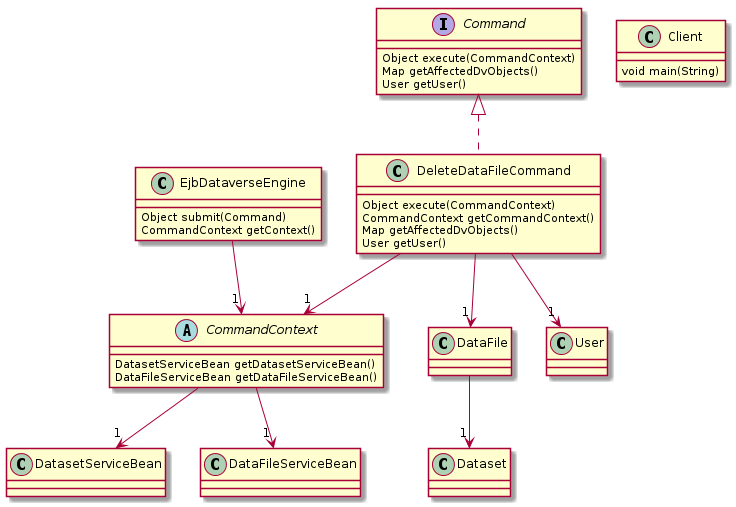 I Command
Object execute(CommandContext)
Map getAffectedDvObjects()
User getUser()
C Client
void main(String)
C EjbDataverseEngine
Object submit(Command)
CommandContext getContext()
C DeleteDataFileCommand
Object execute(CommandContext)
CommandContext getCommandContext()
Map getAffectedDvObjects()
User getUser()
1
1
1
1
A CommandContext
DatasetServiceBean getDatasetServiceBean()
DataFileServiceBean getDataFileServiceBean()
C DataFile
C User
1
1
1
C DatasetServiceBean
C DataFileServiceBean
C Dataset